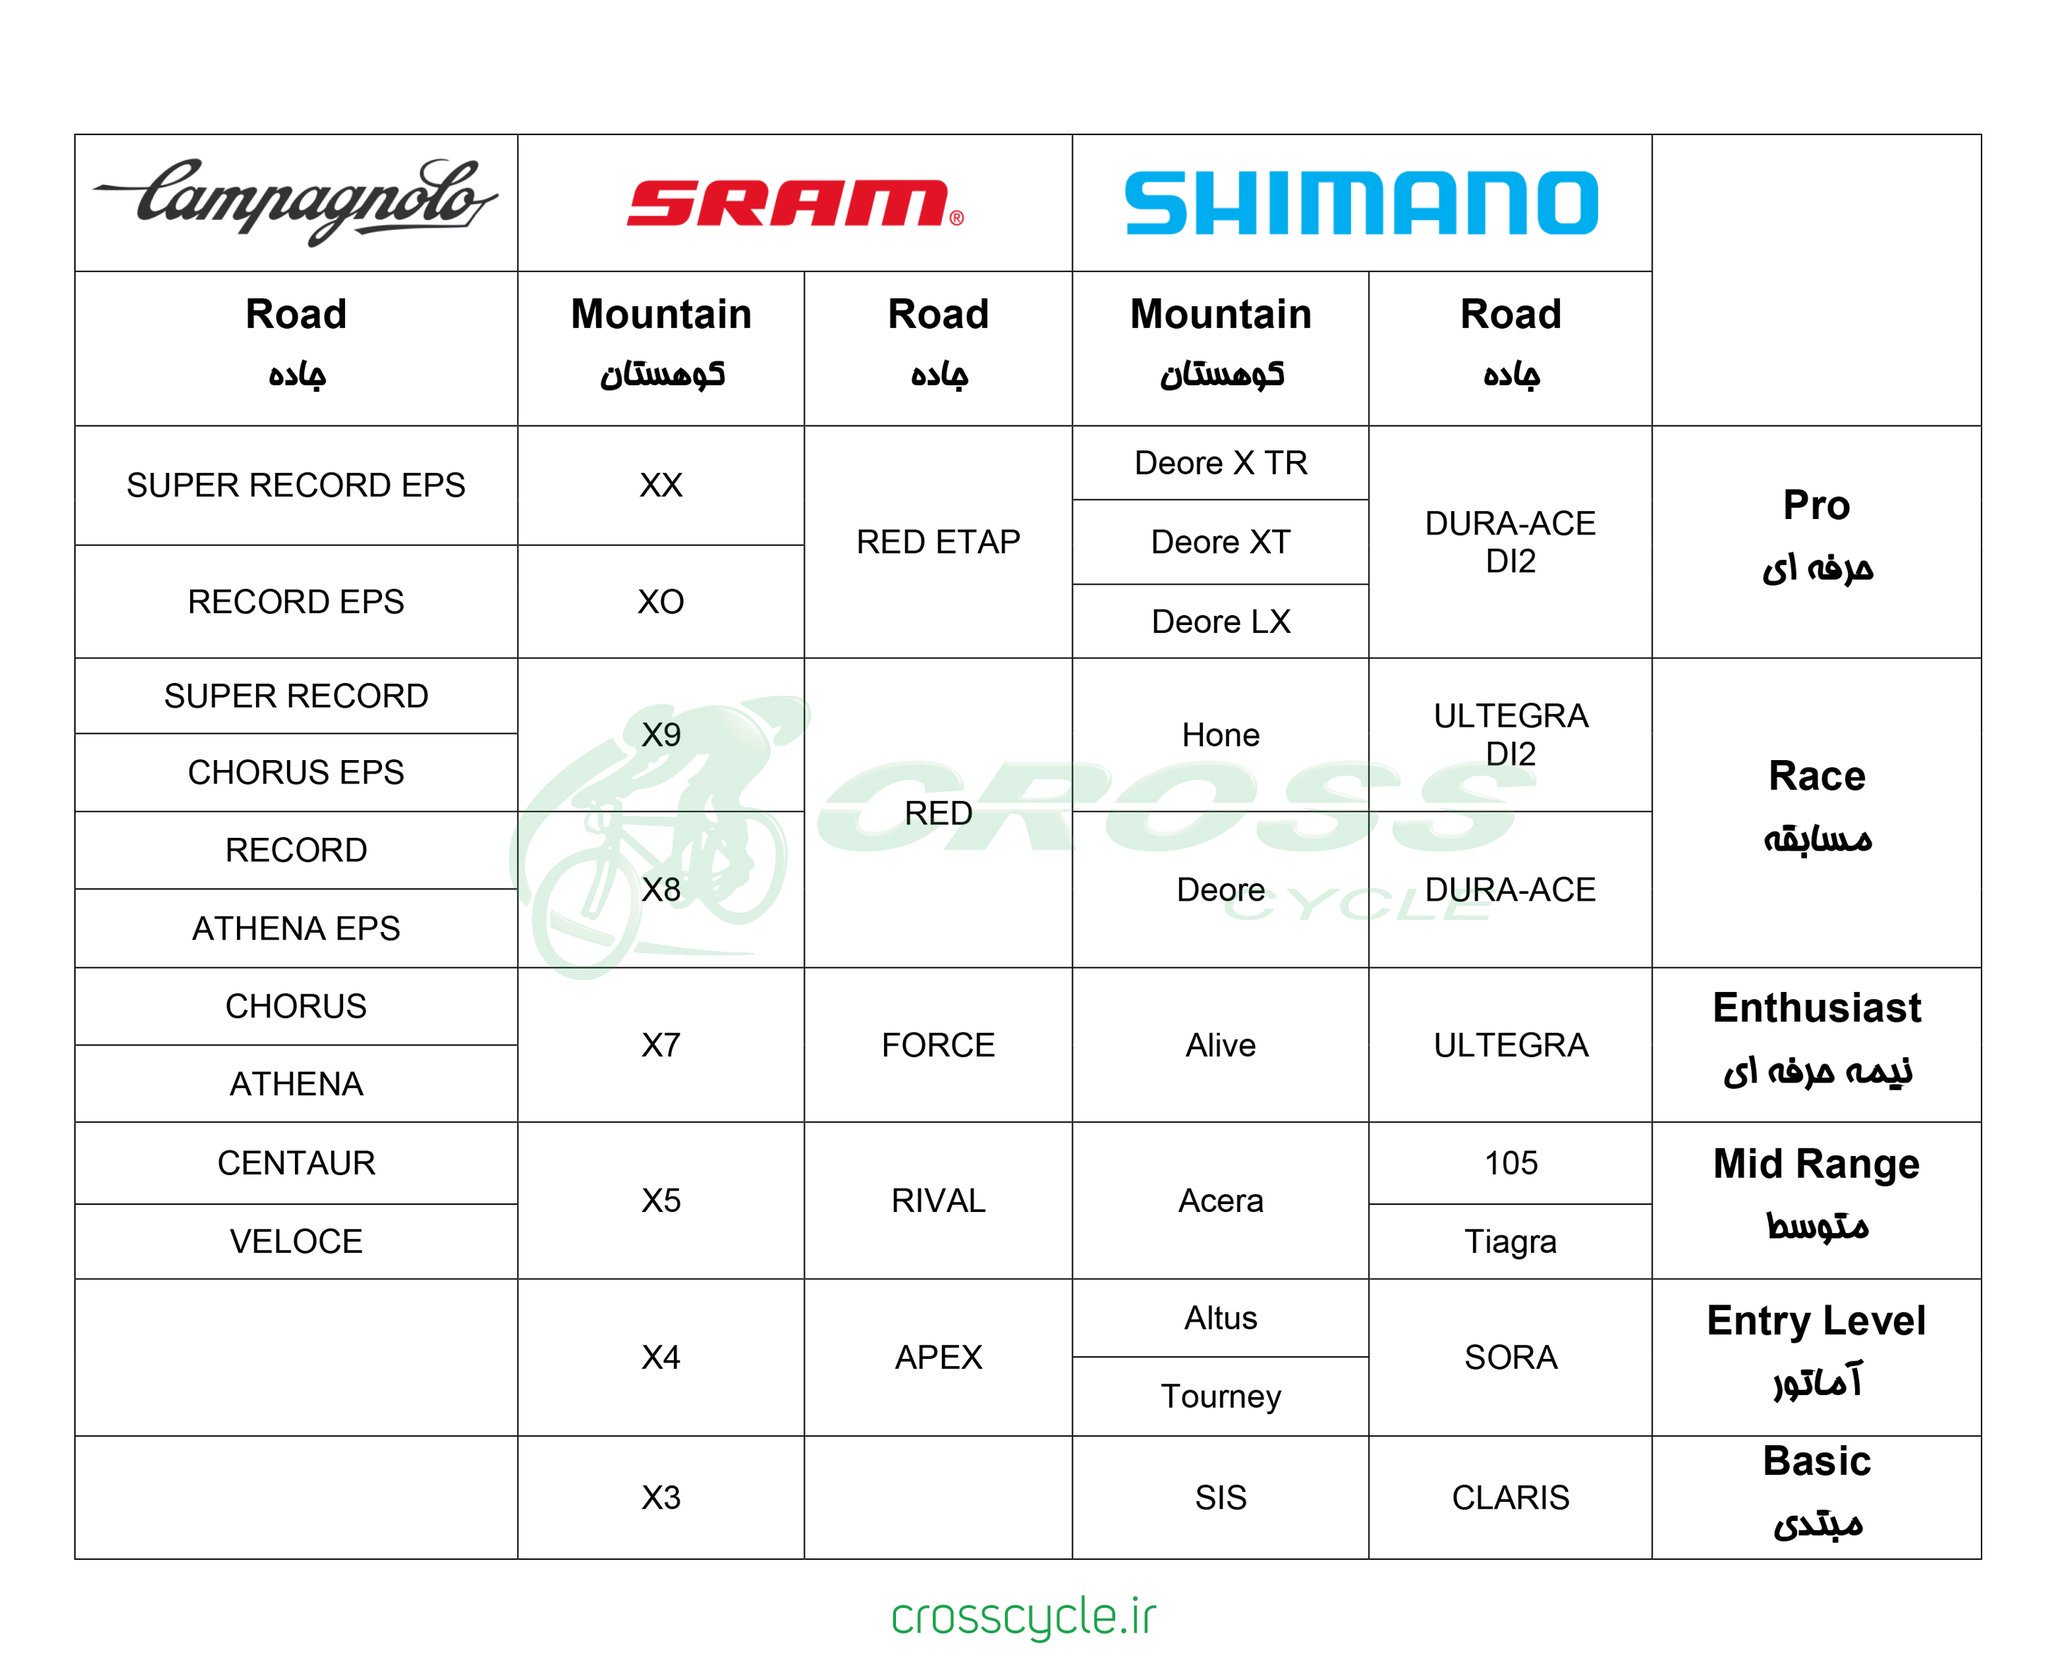 Campagnolo SRAM® SHIMANO
Road Mountain Road Mountain Road
جاده کوهستان جاده کوهستان جاده
SUPER RECORD EPS
XX
RED ETAP
Deore X TR
DURA-ACE
DI2
Pro
حرفه ای
Deore XT
RECORD EPS
XO
Deore LX
SUPER RECORD
X9
RED
Hone
ULTEGRA
DI2
Race
مسابقه
CHORUS EPS
RECORD
X8
Deore
DURA-ACE
ATHENA EPS
CROSS
CYCLE
CHORUS
X7
FORCE
Alive
ULTEGRA
Enthusiast
نیمه حرفه ای
ATHENA
CENTAUR
X5
RIVAL
Acera
105
Mid Range
متوسط
VELOCE
Tiagra
X4
APEX
Altus
SORA
Entry Level
آماتور
Tourney
X3
SIS
CLARIS
Basic
مبتدی
crosscycle.ir